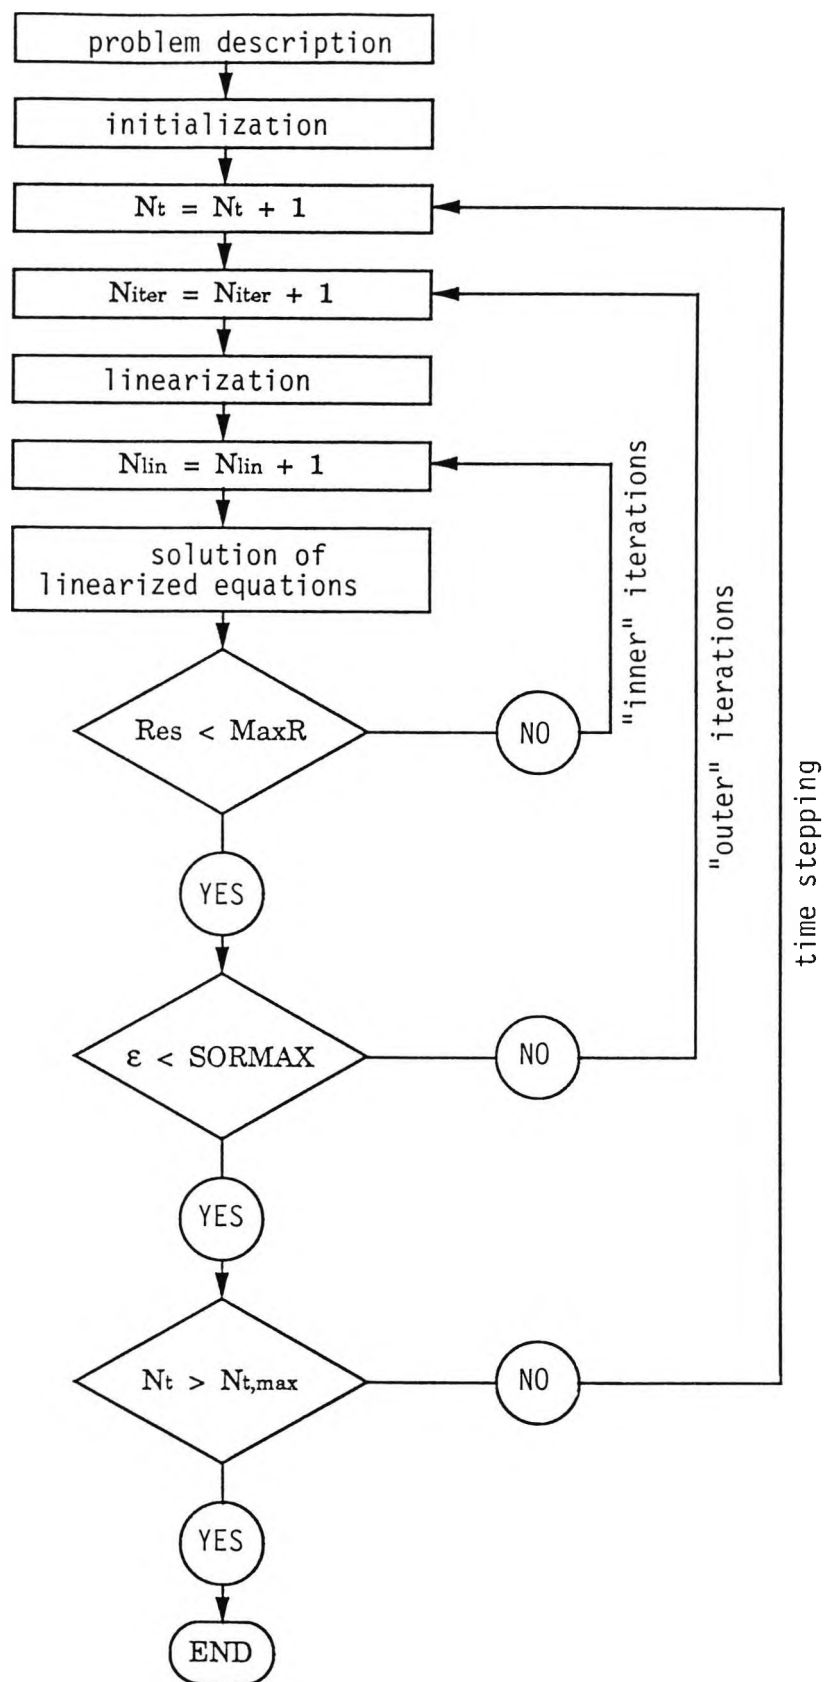 problem description
initialization
Nt = Nt + 1
Niter = Niter + 1
linearization
Nlin = Nlin + 1
solution of
linearized equations
"inner" iterations
Res < MaxR
NO
"outer" iterations
YES
time stepping
ε < SORMAX
NO
YES
Nt > Nt,max
NO
YES
END